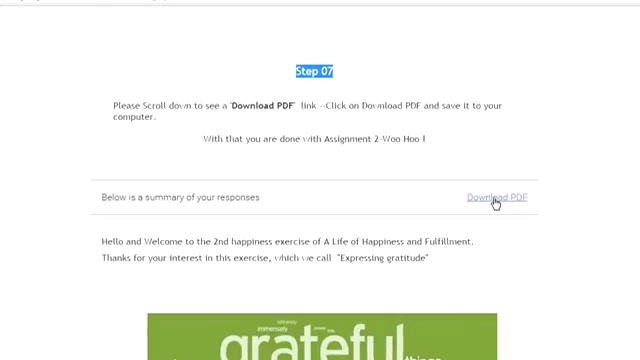 Step 07
Please Scroll down to see a "Download PDF" link --Click on Download PDF and save it to your
computer.
With that you are done with Assignment 2-Woo Hoo !
Below is a summary of your responses
Download PDF
Hello and Welcome to the 2nd happiness exercise of A Life of Happiness and Fulfillment.
Thanks for your interest in this exercise, which we call "Expressing gratitude"
immensely
grateful
things